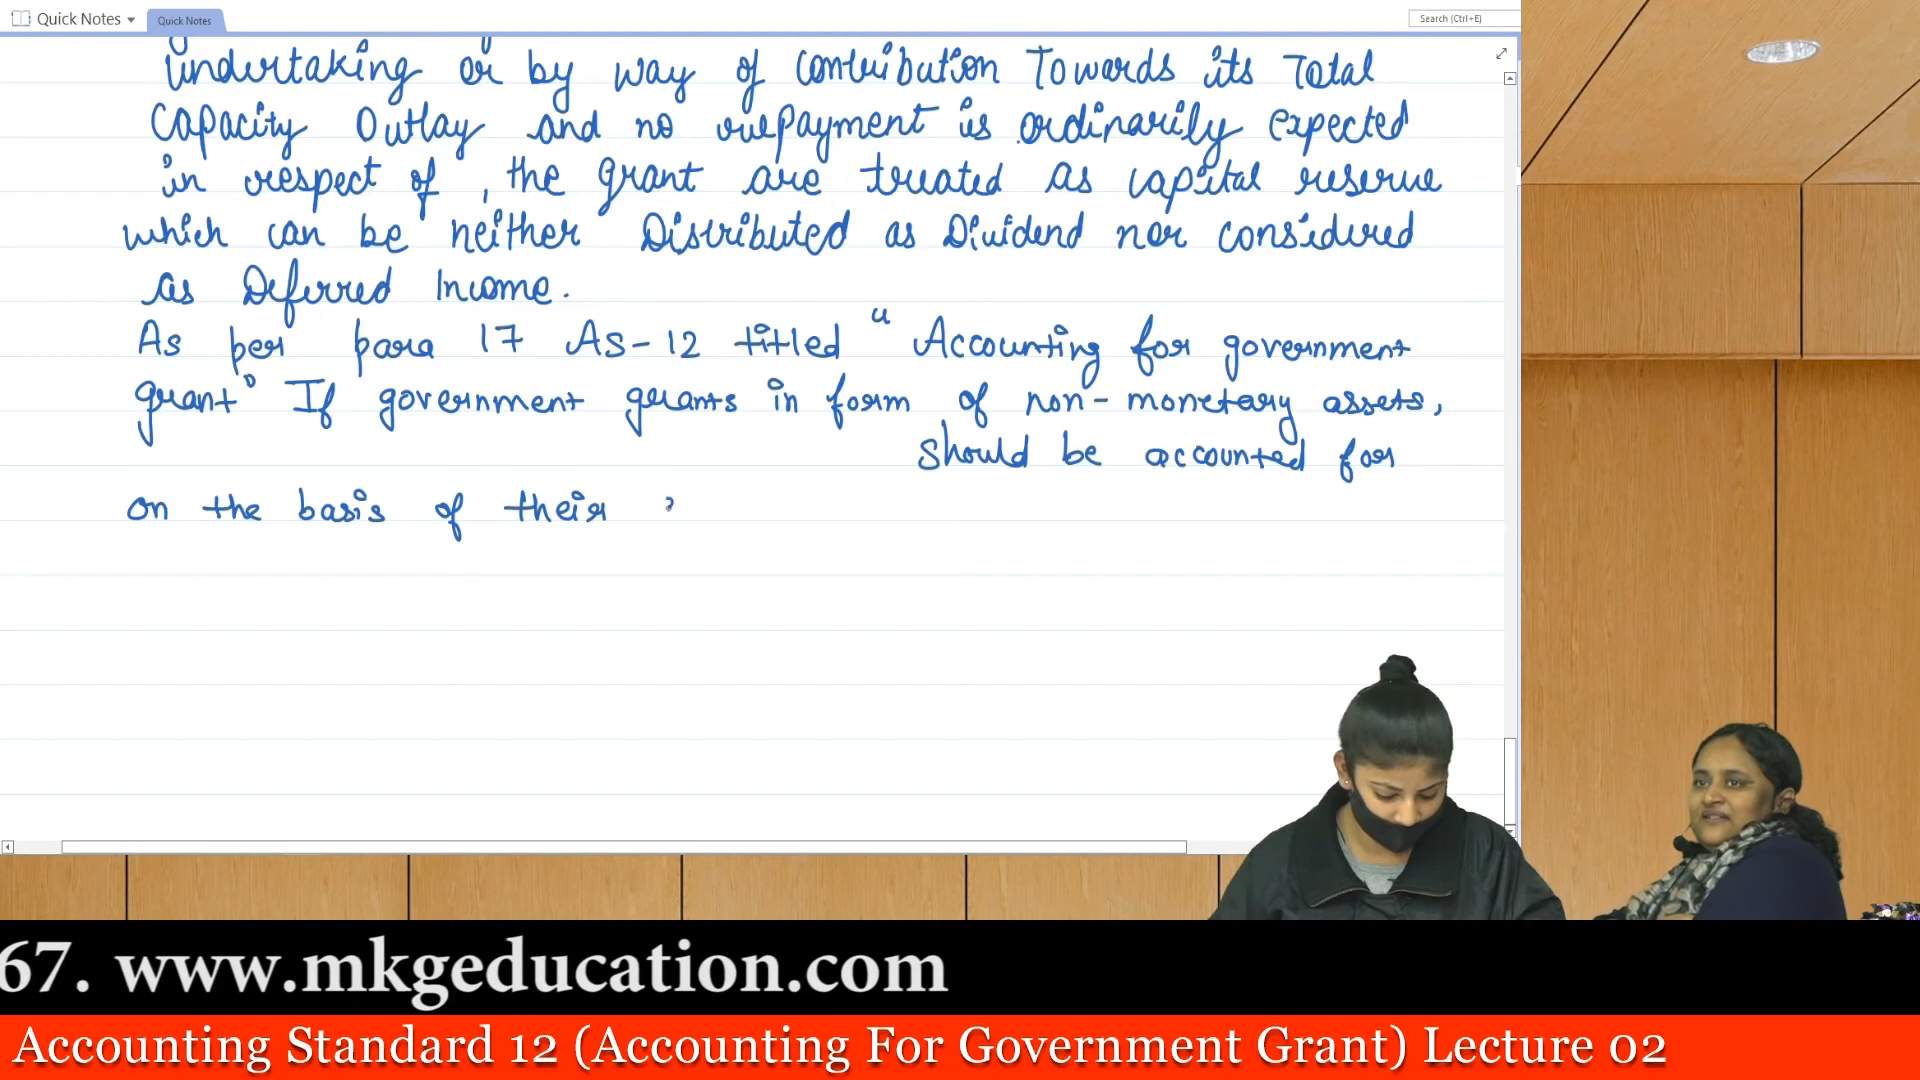 Quick Notes
Quick Notes
Search (Ctrl+E)
undertaking or by way of contribution Towards its Total
Capacity Outlay and no repayment is ordinarily expected
in respect of, the grant are treated as capital reserve
which can be neither Distributed as Dividend nor considered
as Deferred Income.
As per para 17 AS-12 titled "Accounting for government
grant" If government grants in form of non-monetary assets,
should be accounted for
on the basis of their
67. www.mkgeducation.com
Accounting Standard 12 (Accounting For Government Grant) Lecture 02